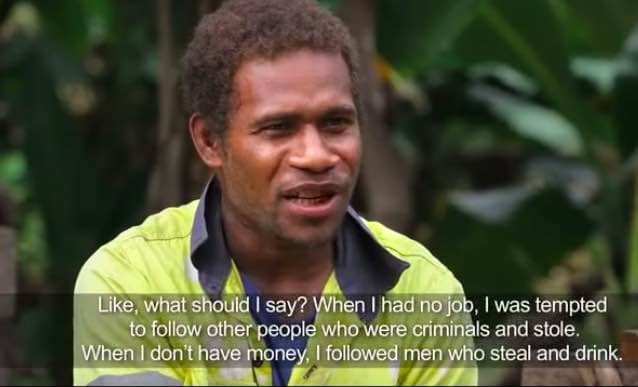 Like, what should I say? When I had no job, I was tempted
to follow other people who were criminals and stole.
When I don't have money, I followed men who steal and drink.